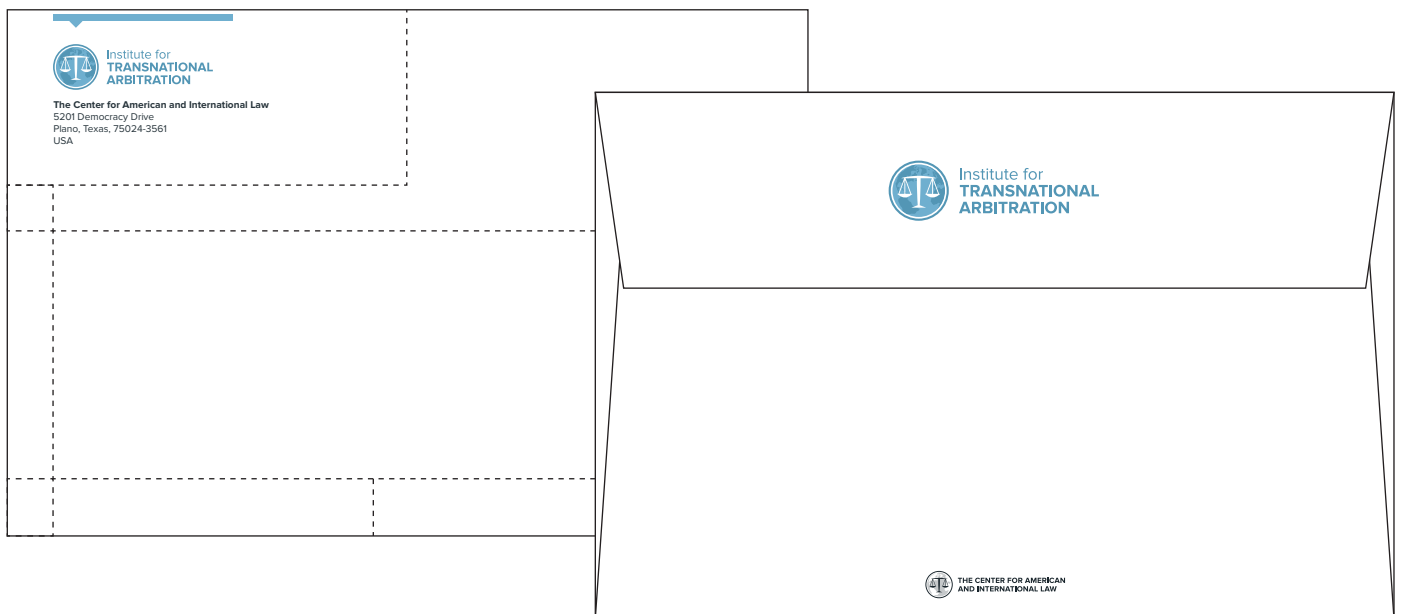 Institute for
TRANSNATIONAL
ARBITRATION
The Center for American and International Law
5201 Democracy Drive
Plano, Texas, 75024-3561
USA
Institute for
TRANSNATIONAL
ARBITRATION
THE CENTER FOR AMERICAN
AND INTERNATIONAL LAW